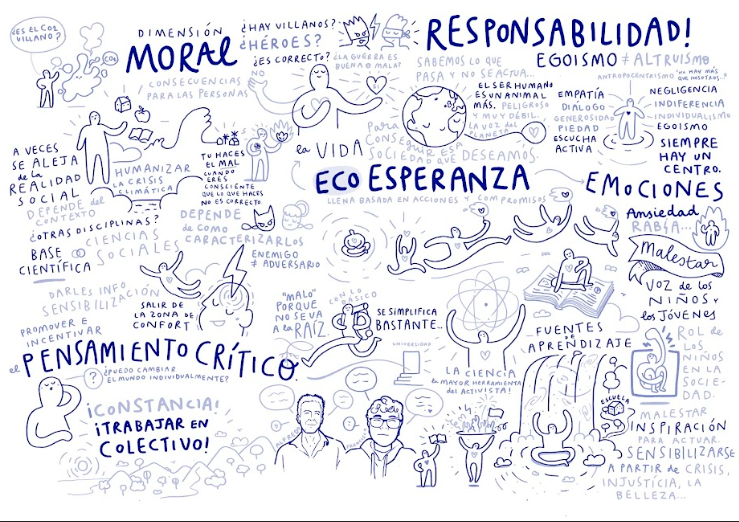 ¿ES EL CO2
VILLANO?
CO2
DIMENSIÓN
MORAL
CONSECUENCIAS
PARA LAS PERSONAS
¿HAY VILLANOS?
¿HÉROES?
¿ES CORRECTO?
¿LA GUERRA ES
BUENA O MALA?
RESPONSABILIDAD!
EGOISMO ≠ ALTRUISMO
SABEMOS LO QUE
PASA Y NO SE ACTUA...
EL SER HUMANO
ES UN ANIMAL
MÁS. PELIGROSO
Y MUY DÉBIL.
LA VOZ DEL
PLANETA
EMPATÍA
DIÁLOGO
GENEROSIDAD
PIEDAD
ESCUCHA
ACTIVA
ANTROPOCENTRISMO
"NO HAY MÁS
QUE NOSOTROS"
NEGLIGENCIA
INDIFERENCIA
INDIVIDUALISMO
EGOISMO
SIEMPRE
HAY UN
CENTRO.
A VECES
SE ALEJA
de la
REALIDAD
SOCIAL
DEPENDE del
CONTEXTO
HUMANIZAR
LA CRISIS
CLIMÁTICA
TU HACES
EL MAL
CUANDO
ERES
CONSCIENTE
QUE LO QUE HACES
NO ES CORRECTO.
la VIDA
Para
CONSEGUIR ESA
SOCIEDAD QUE DESEAMOS.
ECO ESPERANZA
LLENA BASADA EN ACCIONES Y COMPROMISOS
EMOCIONES
Ansiedad
RABIA...
Malestar
VOZ de los
NIÑOS y
los JÓVENES
¿OTRAS DISCIPLINAS?
BASE
CIENTÍFICA
CIENCIAS
SOCIALES
DEPENDE
de como
CARACTERIZARLOS
ENEMIGO
≠ ADVERSARIO
DARLES INFO
SENSIBILIZACIÓN
PROMOVER E
INCENTIVAR
SALIR DE
LA ZONA DE
CONFORT
"MALO"
PORQUE
NO SE VA
A la
RAÍZ.
CON LO
CLÁSICO
SE SIMPLIFICA
BASTANTE...
UNIVERSIDAD
LA CIENCIA
la MAYOR HERRAMIENTA
del ACTIVISTA!
FUENTES
DE
APRENDIZAJE
ROL de
LOS
NIÑOS
EN LA
SOCIE-
DAD.
el PENSAMIENTO CRÍTICO
?
¿PUEDO CAMBIAR
EL MUNDO INDIVIDUALMENTE?
¡CONSTANCIA!
¡TRABAJAR EN
COLECTIVO!
ESCUELA
MALESTAR
INSPIRACIÓN
PARA ACTUAR.
SENSIBILIZARSE
A PARTIR de CRISIS,
INJUSTICIA, LA
BELLEZA...